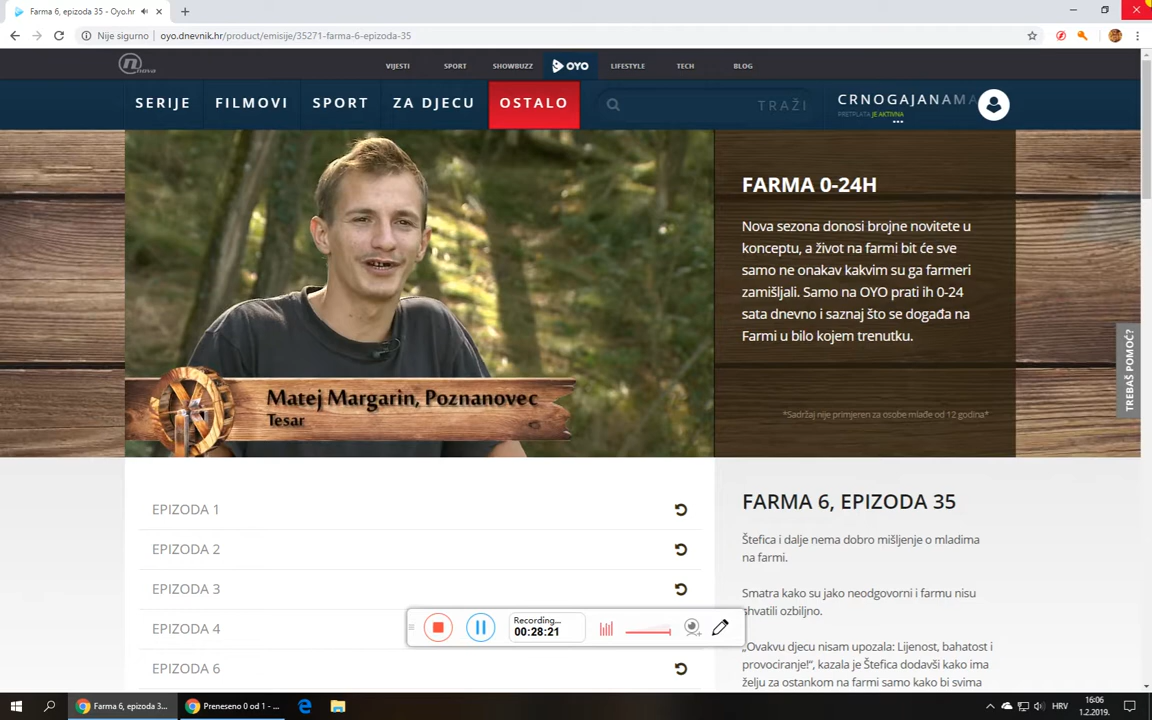 Farma 6, epizoda 35 - Oyo.hr
Nije sigurno
oyo.dnevnik.hr/product/emisije/35271-farma-6-epizoda-35
nova
VIJESTI SPORT SHOWBUZZ OYO LIFESTYLE TECH BLOG
SERIJE FILMOVI SPORT ZA DJECU OSTALO TRAŽI CRNOGAJANAMA
PRETPLATA JE AKTIVNA
FARMA 0-24H
Nova sezona donosi brojne novitete u
konceptu, a život na farmi bit će sve
samo ne onakav kakvim su ga farmeri
zamišljali. Samo na OYO prati ih 0-24
sata dnevno i saznaj što se događa na
Farmi u bilo kojem trenutku.
*Sadržaj nije primjeren za osobe mlađe od 12 godina*
TREBAŠ POMOĆ?
Matej Margarin, Poznanovec
Tesar
EPIZODA 1
EPIZODA 2
EPIZODA 3
EPIZODA 4
EPIZODA 6
FARMA 6, EPIZODA 35
Štefica i dalje nema dobro mišljenje o mladima
na farmi.
Smatra kako su jako neodgovorni i farmu nisu
shvatili ozbiljno.
„Ovakvu djecu nisam upozala: Lijenost, bahatost i
provociranje!“, kazala je Štefica dodavši kako ima
želju za ostankom na farmi samo kako bi svima
Recording...
00:28:21
Farma 6, epizoda 3...
Preneseno 0 od 1 - ...
HRV
16:06
1.2.2019.